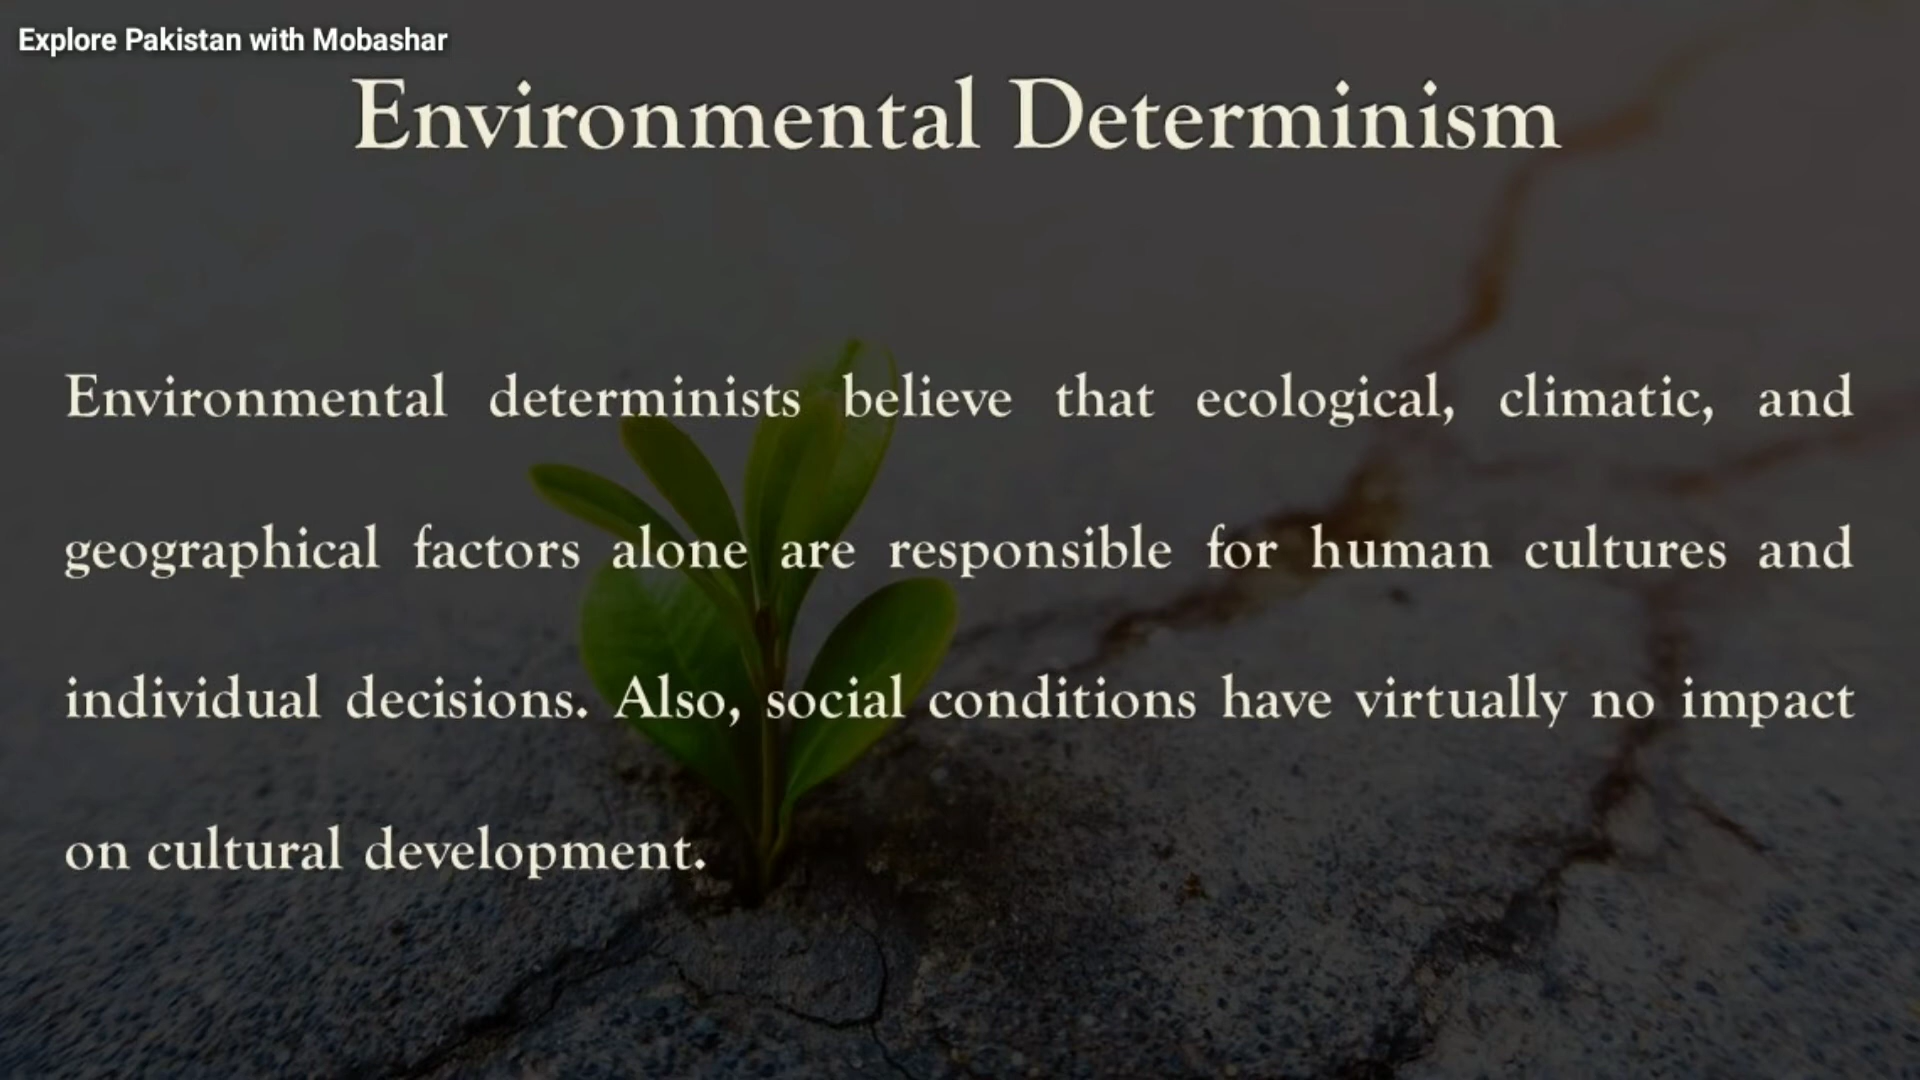 Explore Pakistan with Mobashar
Environmental Determinism
Environmental determinists believe that ecological, climatic, and
geographical factors alone are responsible for human cultures and
individual decisions. Also, social conditions have virtually no impact
on cultural development.